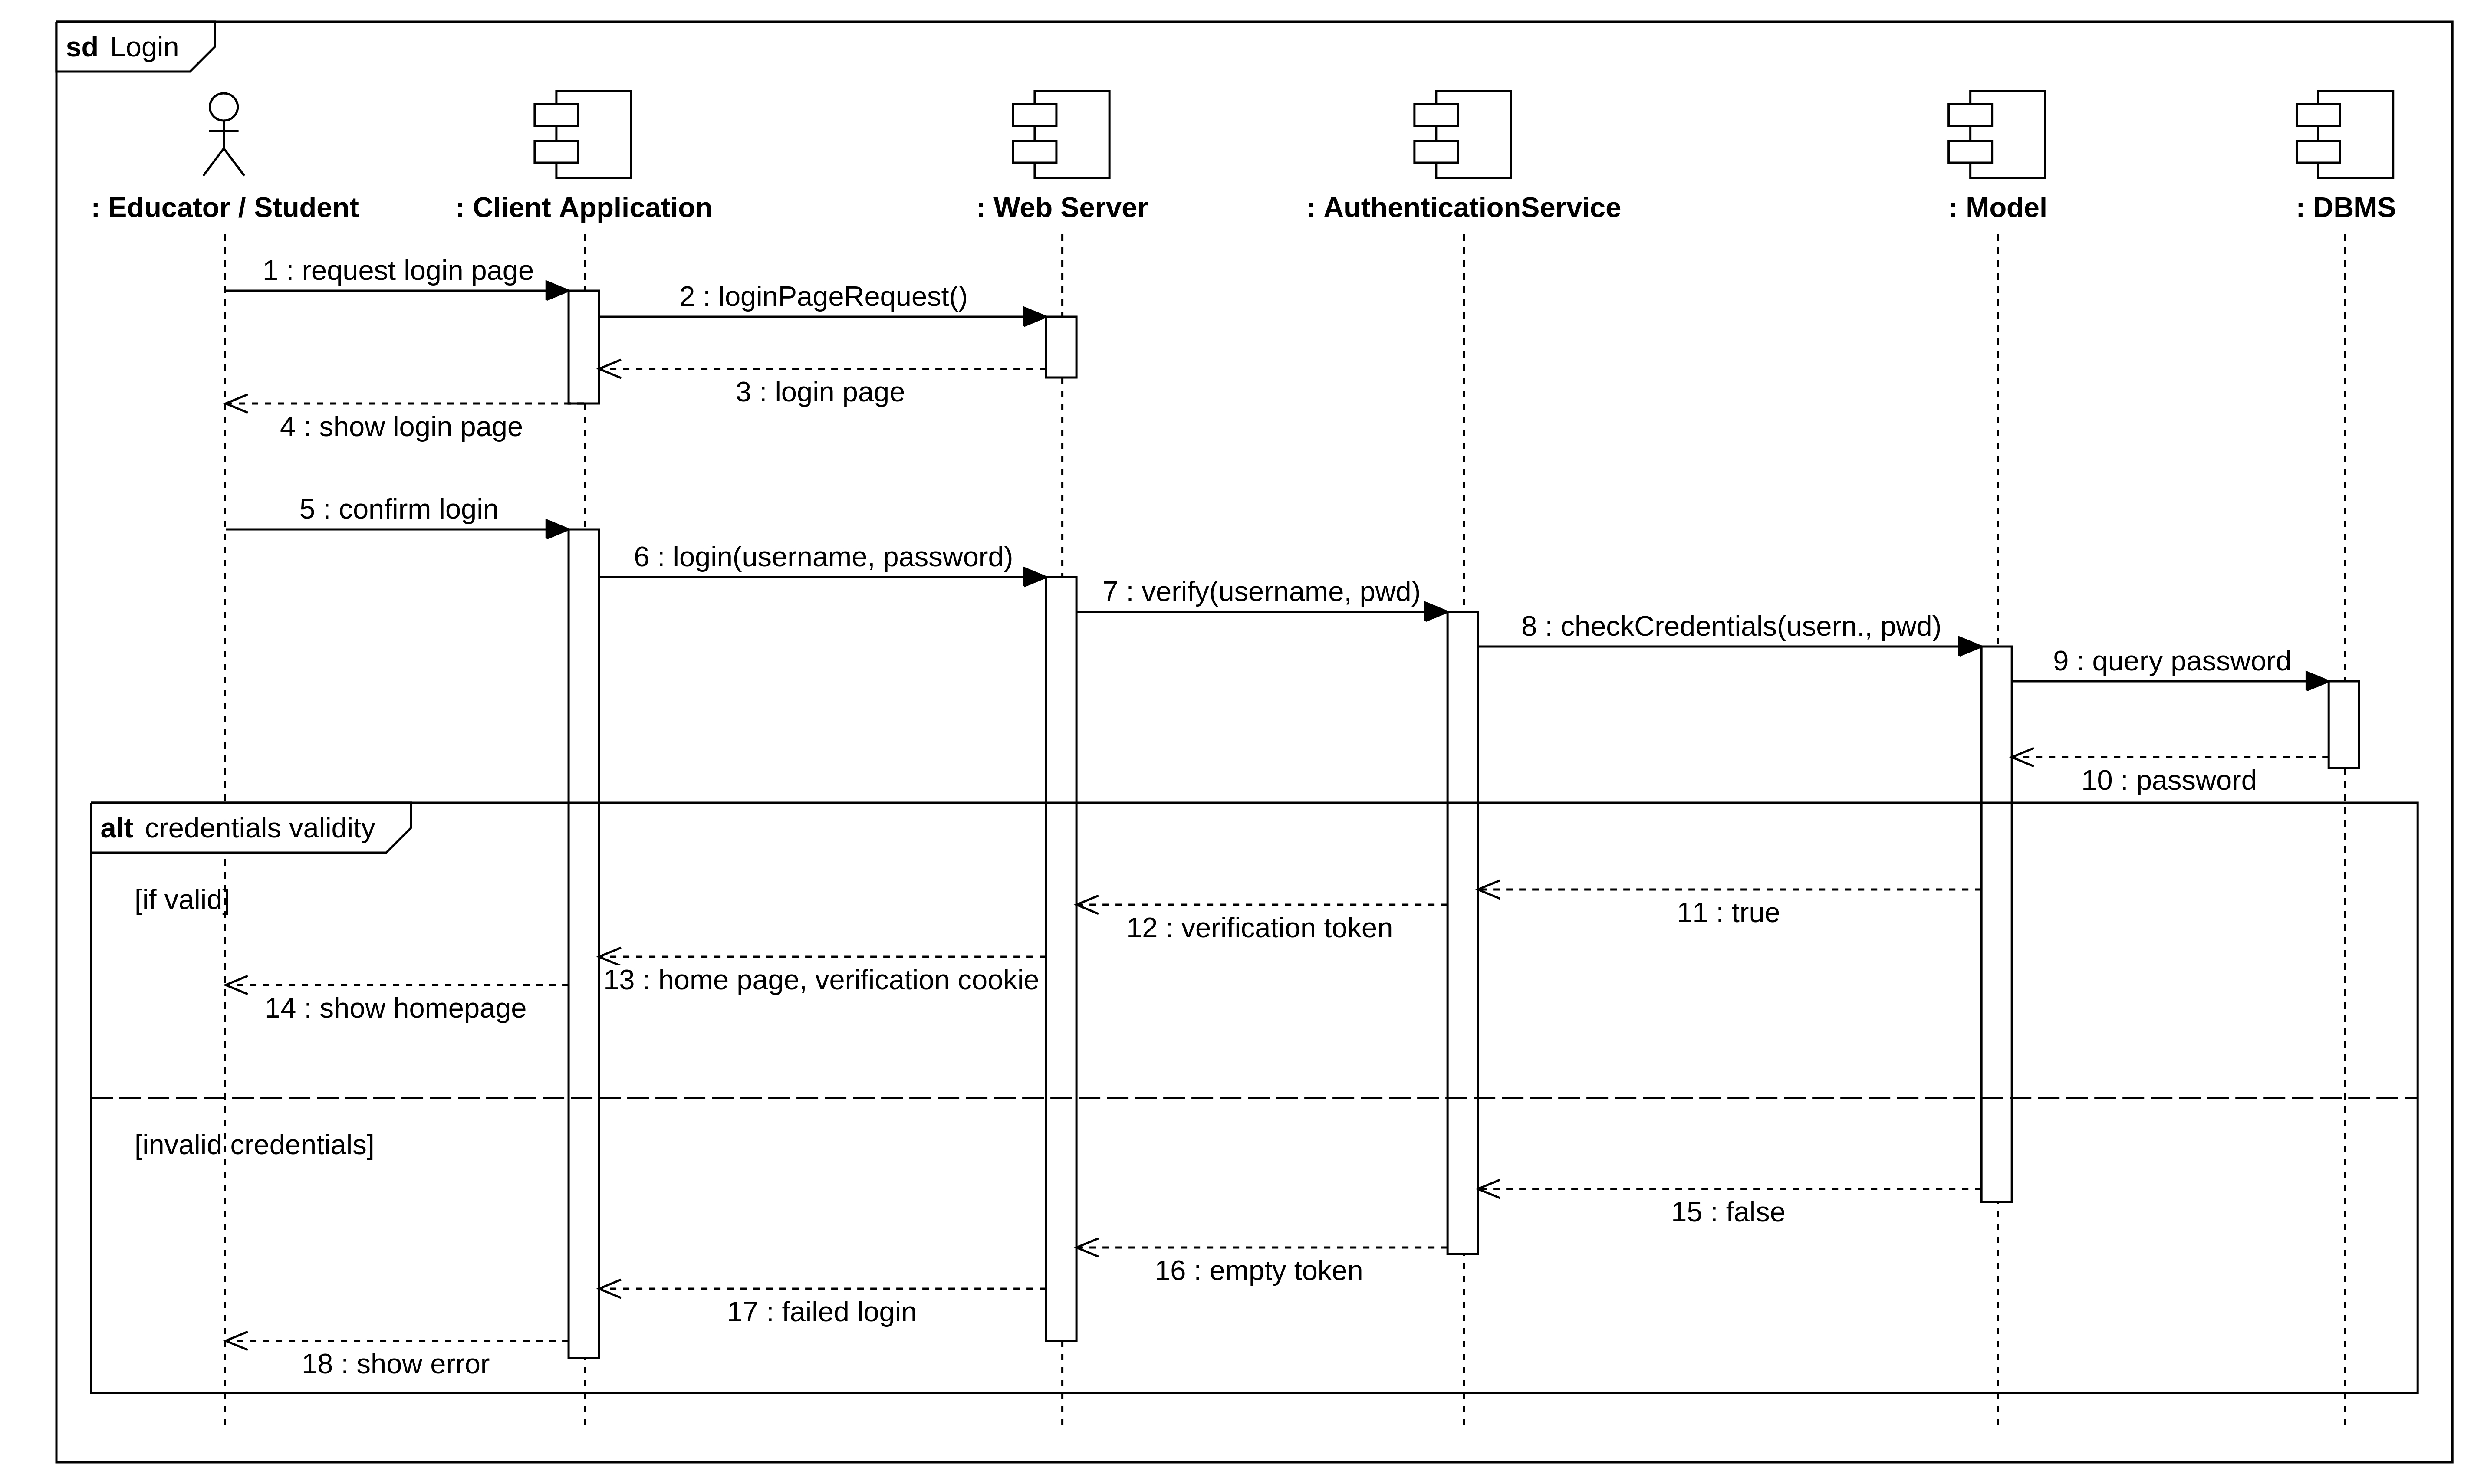 sd Login
: Educator / Student
: Client Application
: Web Server
: AuthenticationService
: Model
: DBMS
1 : request login page
2 : loginPageRequest()
3 : login page
4 : show login page
5 : confirm login
6 : login(username, password)
7 : verify(username, pwd)
8 : checkCredentials(usern., pwd)
9 : query password
10 : password
alt credentials validity
[if valid]
11 : true
12 : verification token
13 : home page, verification cookie
14 : show homepage
[invalid credentials]
15 : false
16 : empty token
17 : failed login
18 : show error